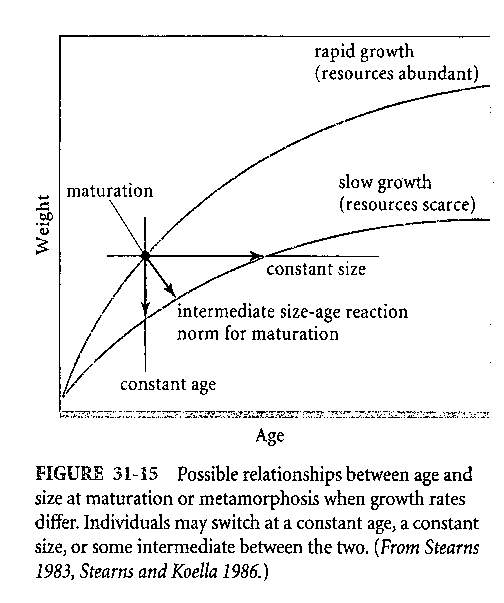 rapid growth
(resources abundant)
slow growth
(resources scarce)
maturation
Weight
constant size
intermediate size-age reaction
norm for maturation
constant age
Age
FIGURE 31-15 Possible relationships between age and
size at maturation or metamorphosis when growth rates
differ. Individuals may switch at a constant age, a constant
size, or some intermediate between the two. (From Stearns
1983, Stearns and Koella 1986.)